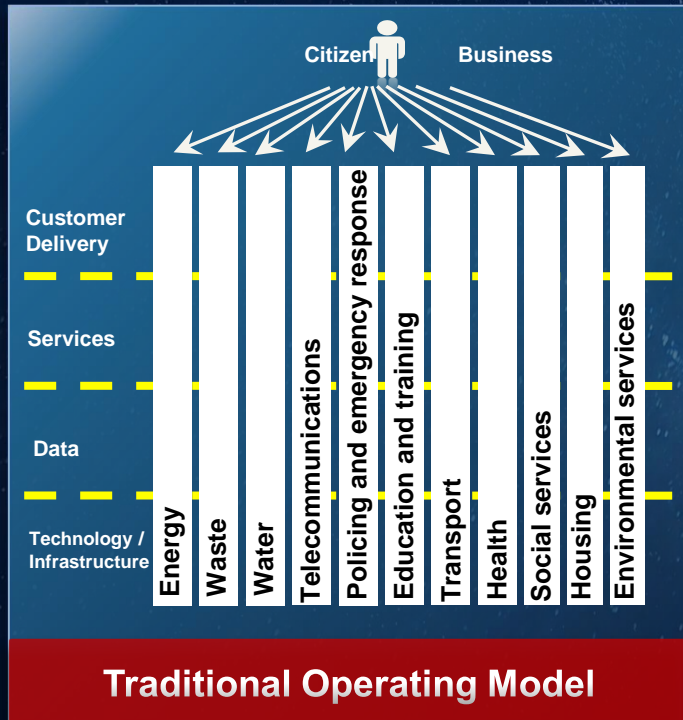 Citizen Business
Customer
Delivery
Services
Data
Technology /
Infrastructure
Energy
Waste
Water
Telecommunications
Policing and emergency response
Education and training
Transport
Health
Social services
Housing
Environmental services
Traditional Operating Model